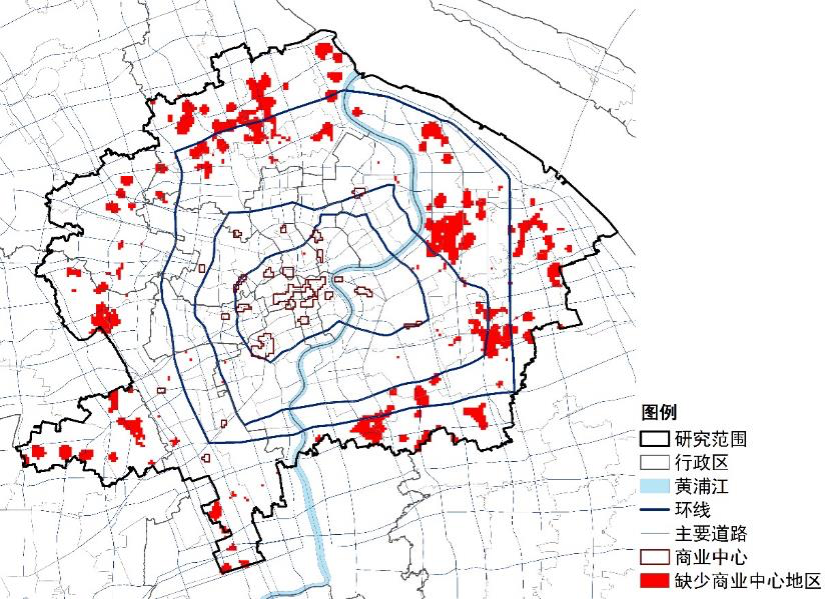 图例
研究范围
行政区
黄浦江
环线
主要道路
商业中心
缺少商业中心地区